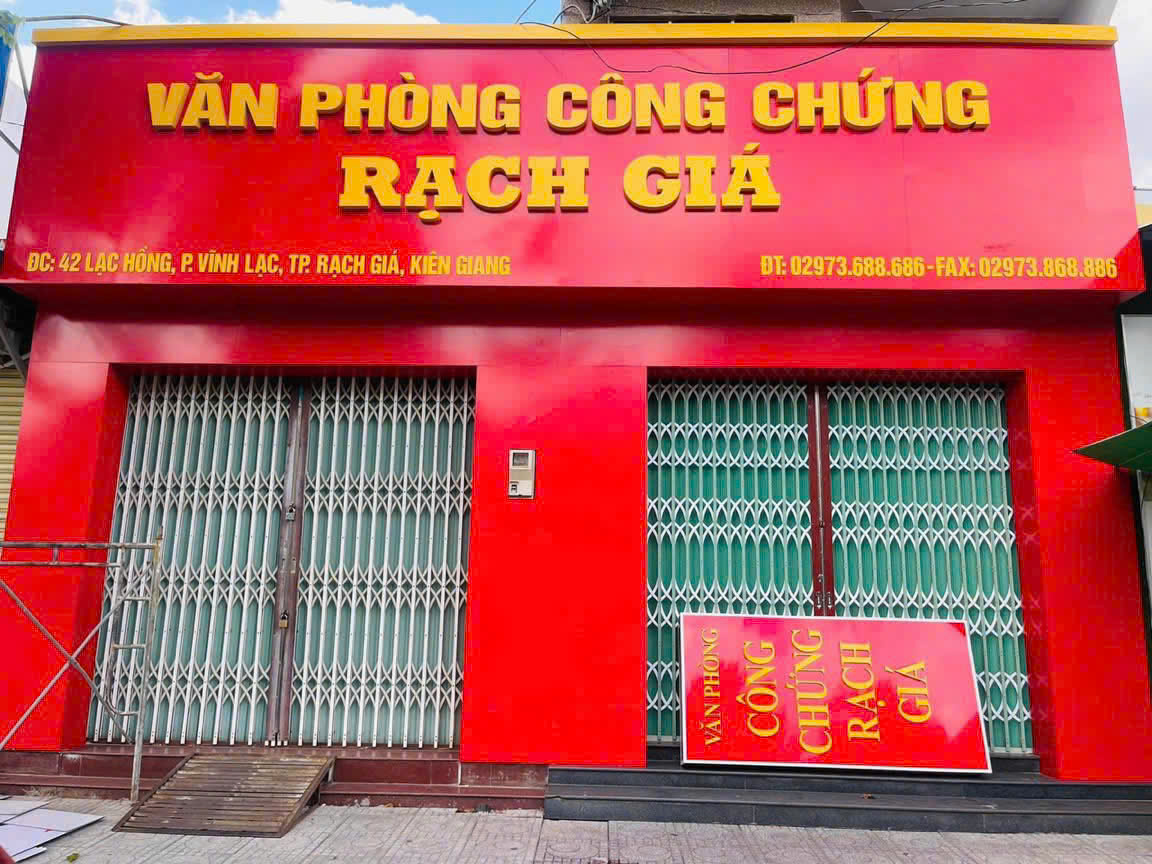 VĂN PHÒNG CÔNG CHỨNG
RẠCH GIÁ
ĐC: 42 LẠC HỒNG, P. VĨNH LẠC, TP. RẠCH GIÁ, KIÊN GIANG
ĐT: 02973.688.686-FAX: 02973.868.886
VĂN PHÒNG
CÔNG
CHỨNG
RẠCH
GIÁ